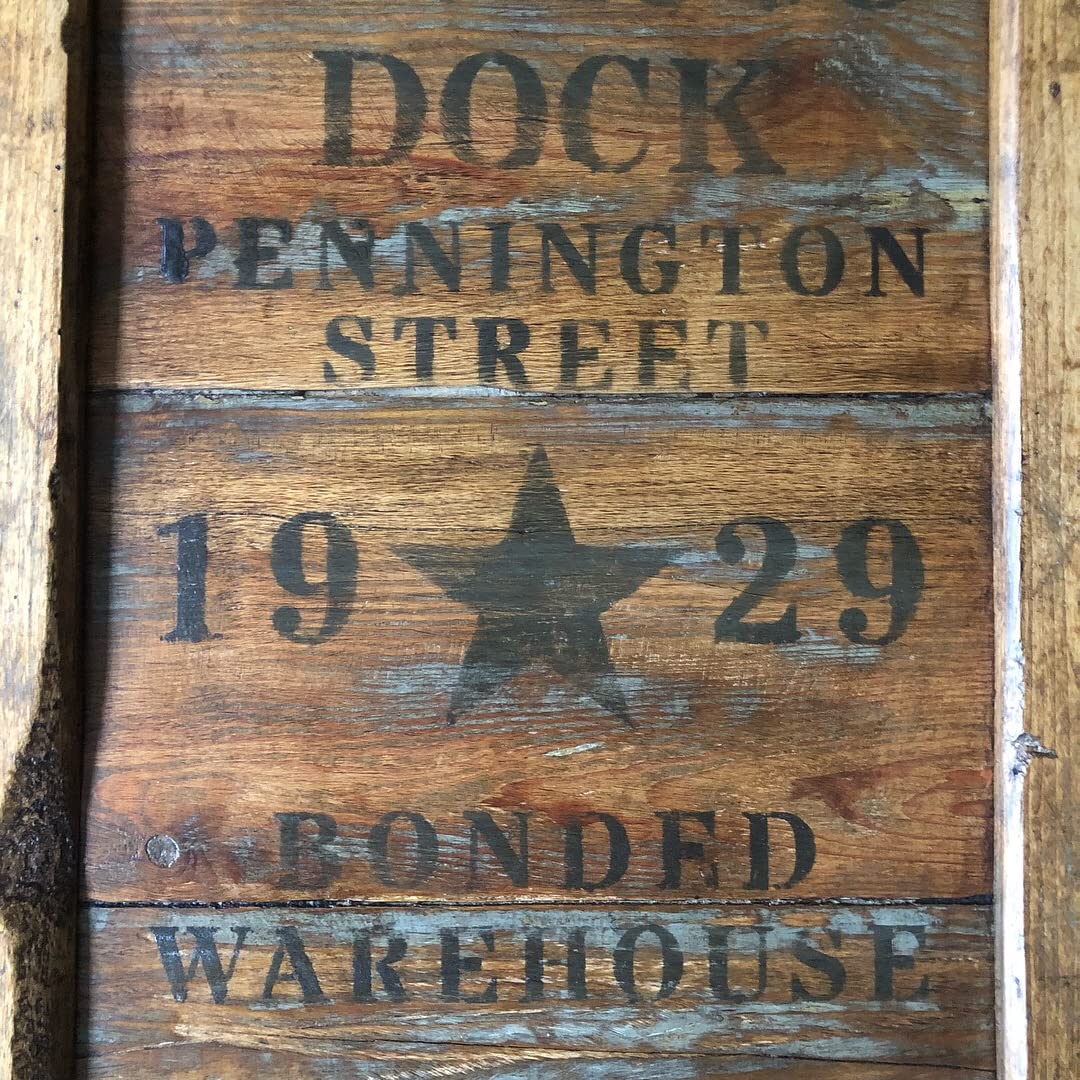 DOCK
PENNINGTON
STREET
19 29
BONDED
WAREHOUSE